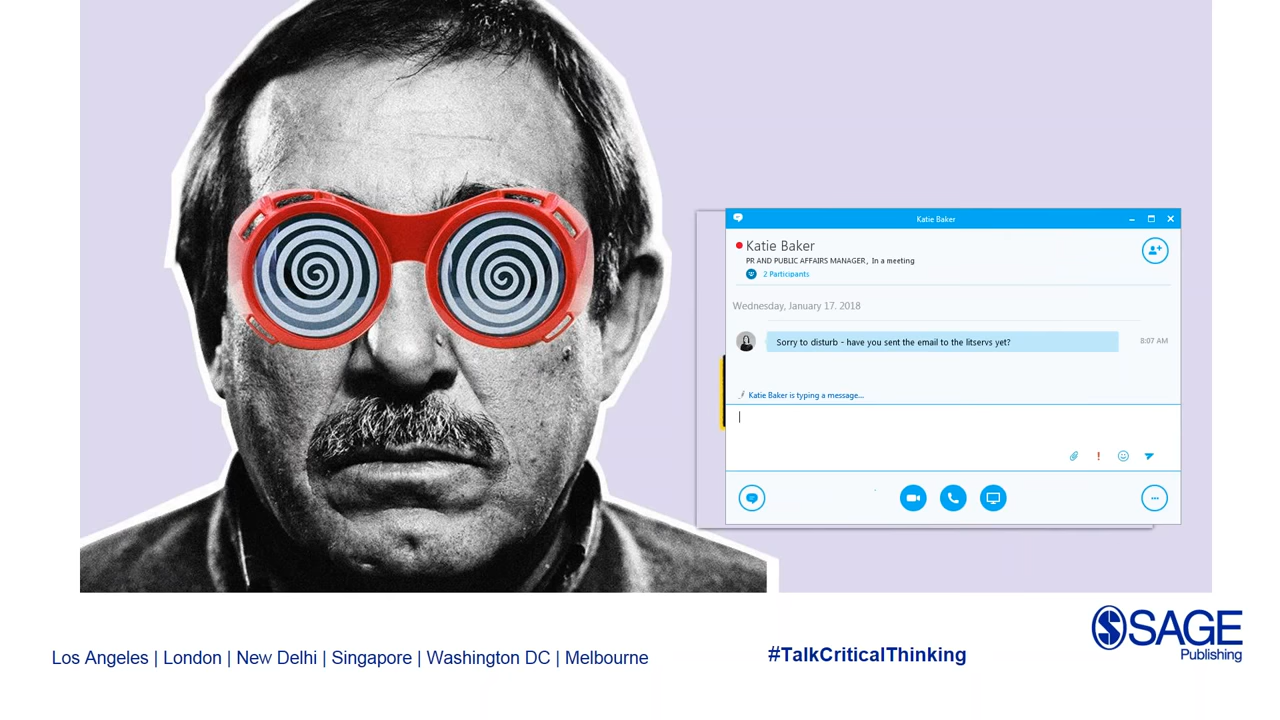 Katie Baker
Katie Baker
PR AND PUBLIC AFFAIRS MANAGER, In a meeting
2 Participants
Wednesday, January 17. 2018
Sorry to disturb - have you sent the email to the litservs yet?
8:07 AM
Katie Baker is typing a message...
SAGE
Publishing
Los Angeles | London | New Delhi | Singapore | Washington DC | Melbourne
#TalkCriticalThinking